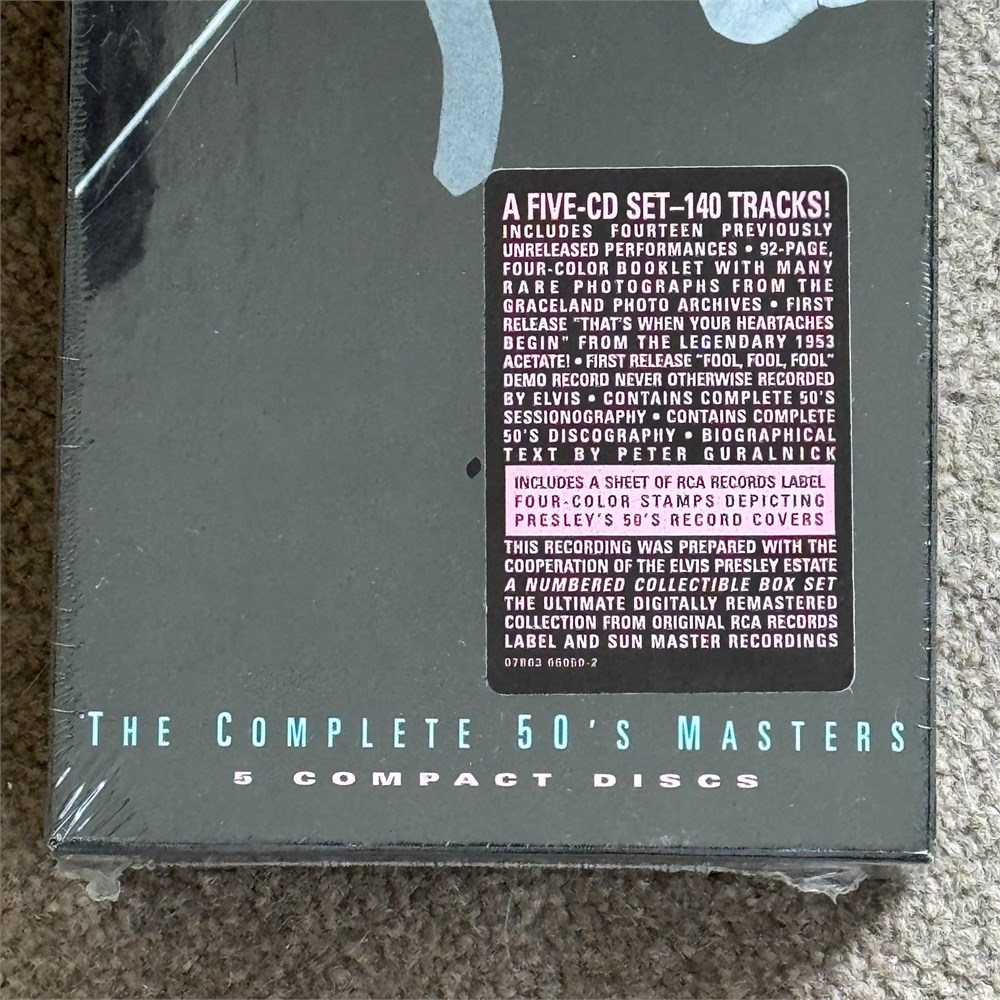 A FIVE-CD SET–140 TRACKS!
INCLUDES FOURTEEN PREVIOUSLY
UNRELEASED PERFORMANCES • 92-PAGE,
FOUR-COLOR BOOKLET WITH MANY
RARE PHOTOGRAPHS FROM THE
GRACELAND PHOTO ARCHIVES • FIRST
RELEASE "THAT'S WHEN YOUR HEARTACHES
BEGIN" FROM THE LEGENDARY 1953
ACETATE! • FIRST RELEASE "FOOL, FOOL, FOOL"
DEMO RECORD NEVER OTHERWISE RECORDED
BY ELVIS • CONTAINS COMPLETE 50'S
SESSIONOGRAPHY • CONTAINS COMPLETE
50'S DISCOGRAPHY • BIOGRAPHICAL
TEXT BY PETER GURALNICK
INCLUDES A SHEET OF RCA RECORDS LABEL
FOUR-COLOR STAMPS DEPICTING
PRESLEY'S 50'S RECORD COVERS
THIS RECORDING WAS PREPARED WITH THE
COOPERATION OF THE ELVIS PRESLEY ESTATE
A NUMBERED COLLECTIBLE BOX SET
THE ULTIMATE DIGITALLY REMASTERED
COLLECTION FROM ORIGINAL RCA RECORDS
LABEL AND SUN MASTER RECORDINGS
07863 66050-2
THE COMPLETE 50'S MASTERS
5 COMPACT DISCS